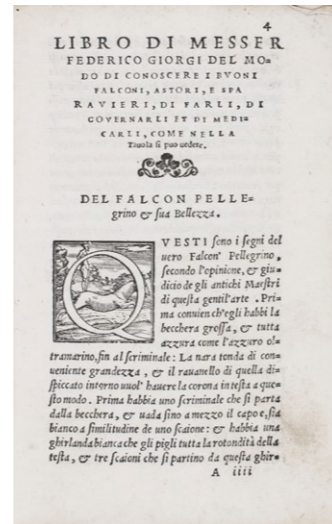 4
LIBRO DI MESSER
FEDERICO GIORGI DEL MO-
DO DI CONOSCERE I BVONI
FALCONI, ASTORI, E SPA
RAVIERI, DI FARLI, DI
GOVERNARLI ET DI MEDI-
CARLI, COME NELLA
Tauola si puo uedere.
DEL FALCON PELLE-
grino & sua Bellezza.
QVESTI sono i segni del
uero Falcon' Pellegrino,
secondo l'opinione, & giu-
dicio de gli antichi Maestri
di questa gentil'arte. Pri-
ma conuien ch'egli habbi la
becchera grossa, & tutta
azzura come l'azzuro ol-
tramarino, fin al scriminale: La nara tonda di con-
ueniente grandezza, & il rauanello di quella di-
spiccato intorno uuol' hauere la corona in testa a que-
sto modo. Prima habbia uno scriminale che si parta
dalla becchera, & uada sino a mezzo il capo e, sia
bianco a similitudine de uno scaione: & habbia una
ghirlanda bianca che gli pigli tutta la rotondità della
testa, & tre scaioni che si partino da questa ghir-
A iiii